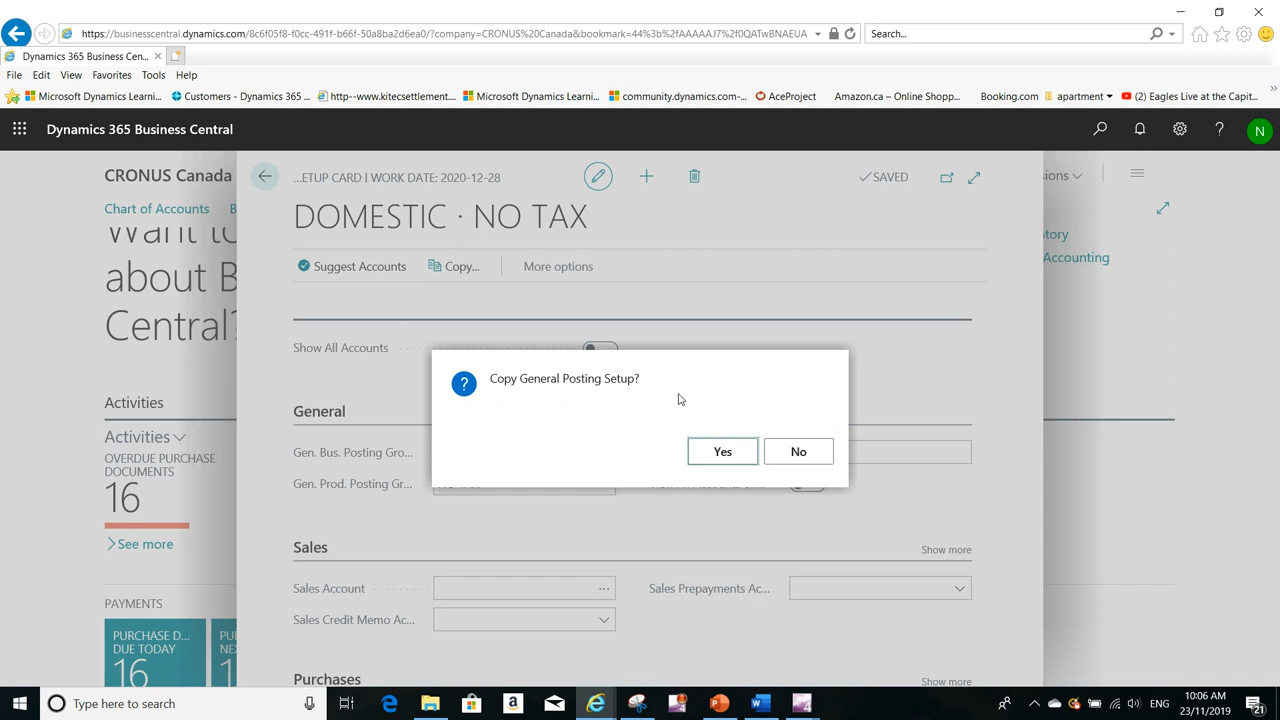 https://businesscentral.dynamics.com/8c6f05f8-f0cc-491f-b66f-50a8ba2d6ea0/?company=CRONUS%20Canada&bookmark=44%3b%2fAAAAAJ7%2f0QATwBNAEUA
Search...
Dynamics 365 Business Cen...
File Edit View Favorites Tools Help
Microsoft Dynamics Learni... Customers - Dynamics 365 ... http--www.kitecsettlement.... Microsoft Dynamics Learni... community.dynamics.com-... AceProject Amazon.ca – Online Shopp... Booking.com apartment (2) Eagles Live at the Capit...
Dynamics 365 Business Central
N
CRONUS Canada
...ETUP CARD | WORK DATE: 2020-12-28
SAVED
Chart of Accounts
DOMESTIC · NO TAX
Want to
about B
Central?
Suggest Accounts Copy... More options
Accounting
Show All Accounts
Copy General Posting Setup?
Yes No
Activities
Activities
OVERDUE PURCHASE
DOCUMENTS
16
See more
General
Gen. Bus. Posting Gro...
Gen. Prod. Posting Gr...
Sales
Show more
Sales Account
Sales Prepayments Ac...
Sales Credit Memo Ac...
Purchases
Show more
PAYMENTS
PURCHASE D...
DUE TODAY
16
Type here to search
ENG
10:06 AM
23/11/2019
21